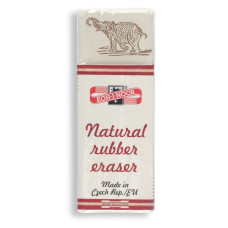 KOH-I-NOOR
Natural
rubber
eraser
Made in
Czech Rep./EU